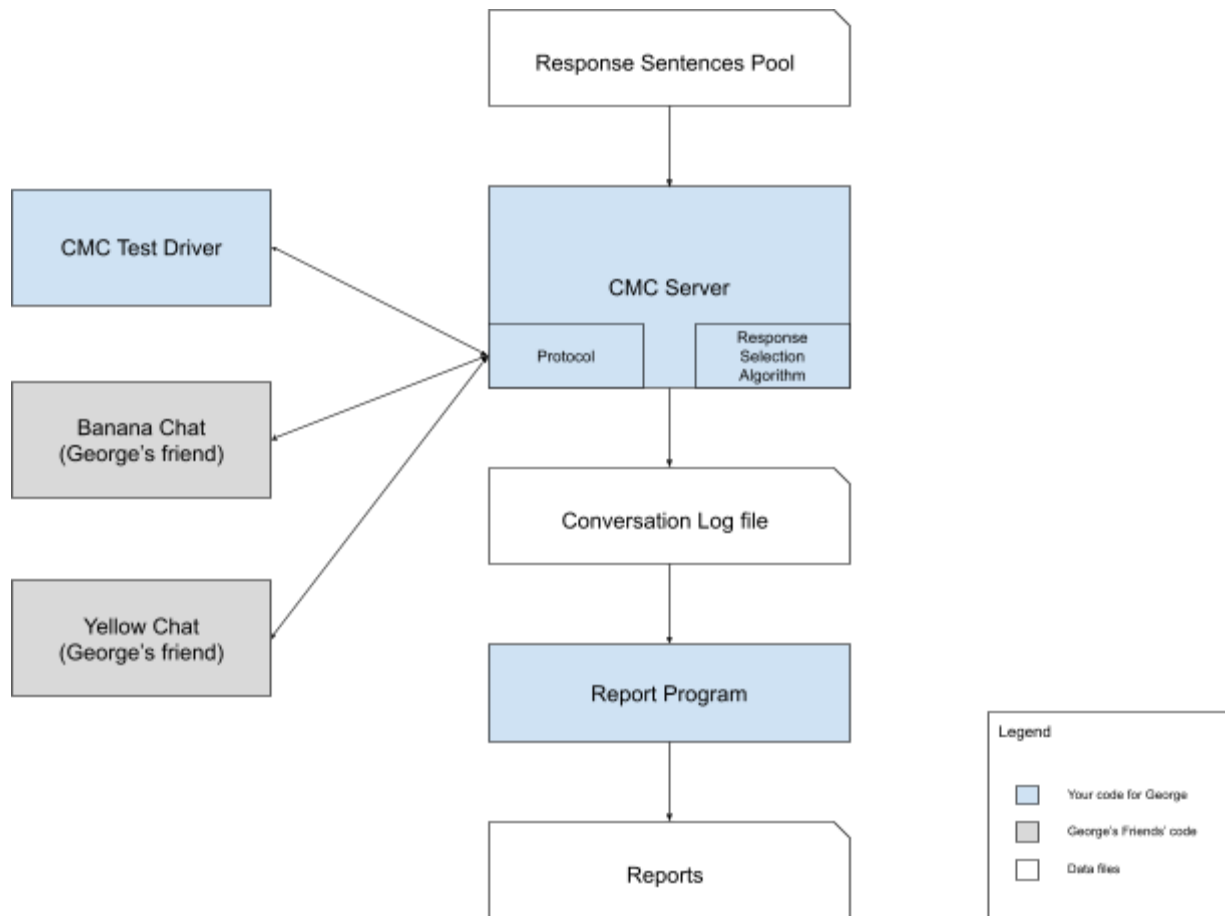 Response Sentences Pool
CMC Test Driver
CMC Server
Protocol
Response
Selection
Algorithm
Banana Chat
(George's friend)
Conversation Log file
Yellow Chat
(George's friend)
Report Program
Reports
Legend
Your code for George
George's Friends' code
Data files